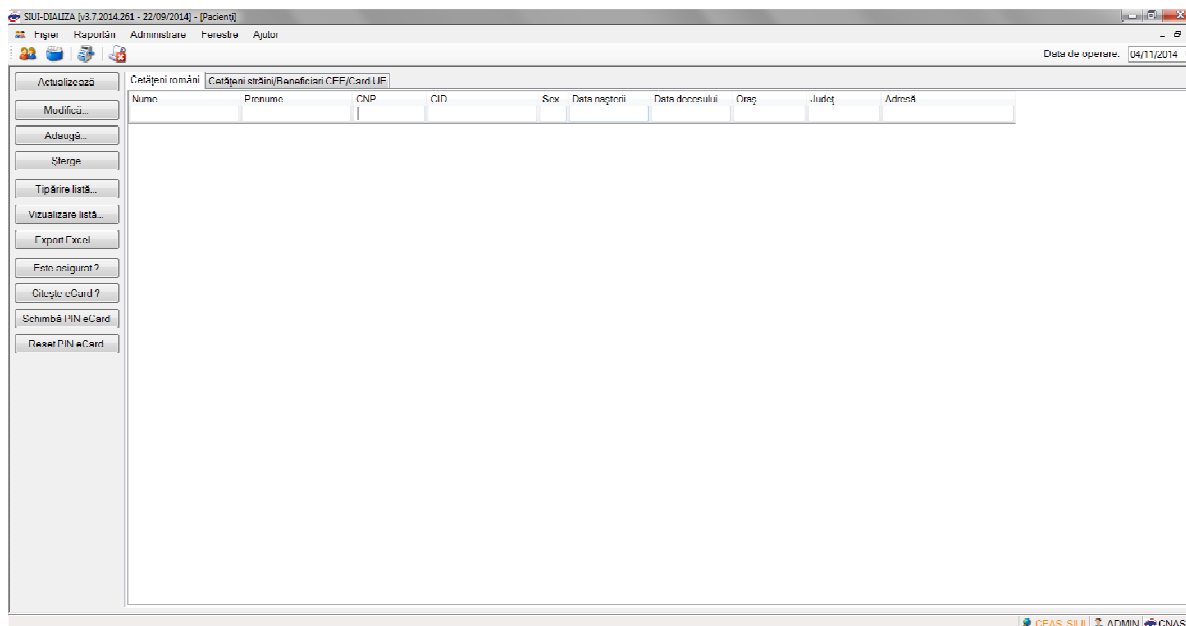 SIUI-DIALIZA [v3.7.2014.261 - 22/09/2014] - [Pacienți]
Fișier Raportări Administrare Ferestre Ajutor
Data de operare: 04/11/2014
Actualizează
Modifică...
Adaugă...
Șterge
Tipărire listă...
Vizualizare listă...
Export Excel
Este asigurat ?
Citește eCard ?
Schimbă PIN eCard
Reset PIN eCard
Cetățeni români Cetățeni străini/Beneficiari CEE/Card UE
Nume Prenume CNP CID Sex Data nașterii Data decesului Oraș Județ Adresă
CEAS SIUI ADMIN CNAS